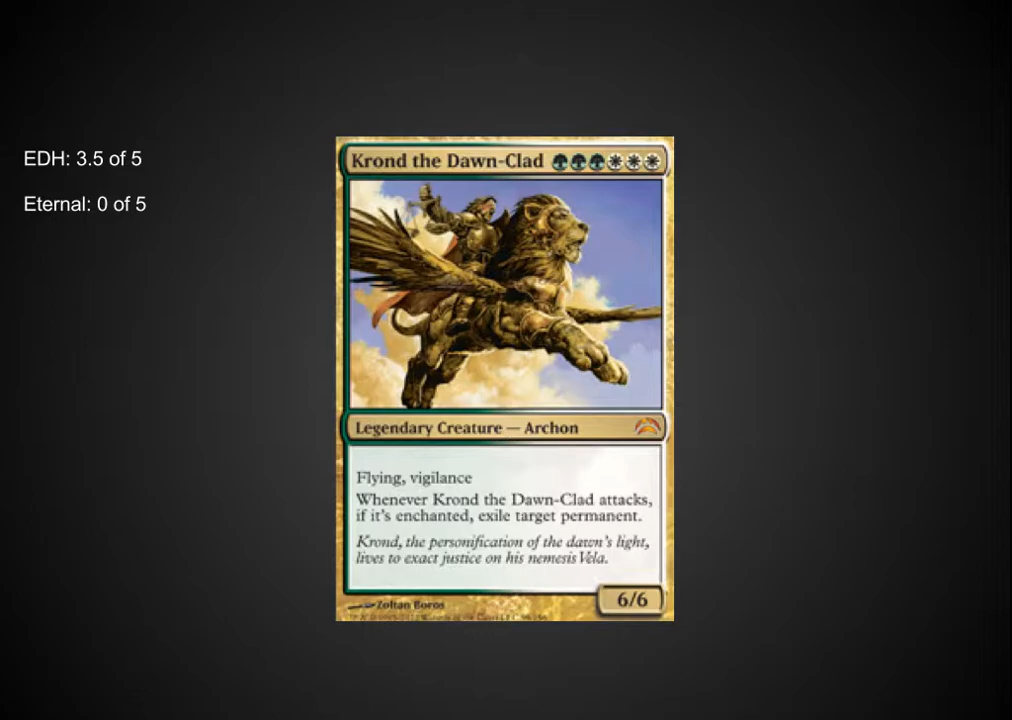 EDH: 3.5 of 5
Eternal: 0 of 5
Krond the Dawn-Clad
Legendary Creature — Archon
Flying, vigilance
Whenever Krond the Dawn-Clad attacks,
if it's enchanted, exile target permanent.
Krond, the personification of the dawn's light,
lives to exact justice on his nemesis Vela.
6/6
Zoltan Boros